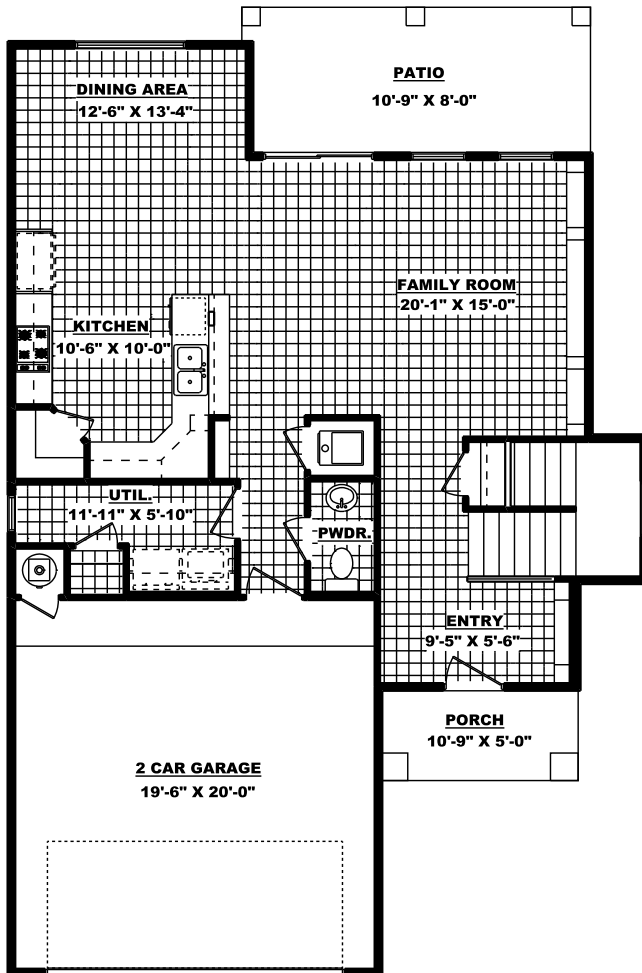 PATIO
10'-9" X 8'-0"
DINING AREA
12'-6" X 13'-4"
FAMILY ROOM
20'-1" X 15'-0"
KITCHEN
10'-6" X 10'-0"
UTIL.
11'-11" X 5'-10"
PWDR.
ENTRY
9'-5" X 5'-6"
PORCH
10'-9" X 5'-0"
2 CAR GARAGE
19'-6" X 20'-0"